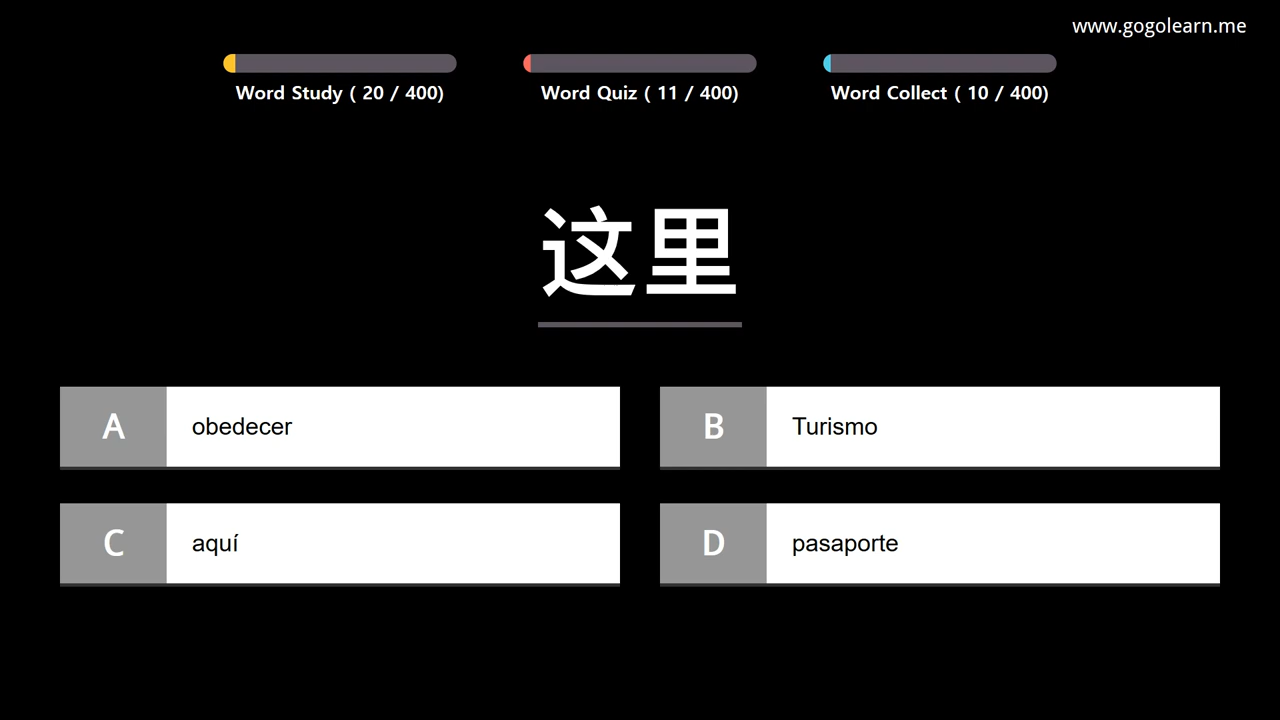 www.gogolearn.me
Word Study ( 20 / 400)
Word Quiz ( 11 / 400)
Word Collect ( 10 / 400)
这里
A obedecer
B Turismo
C aquí
D pasaporte